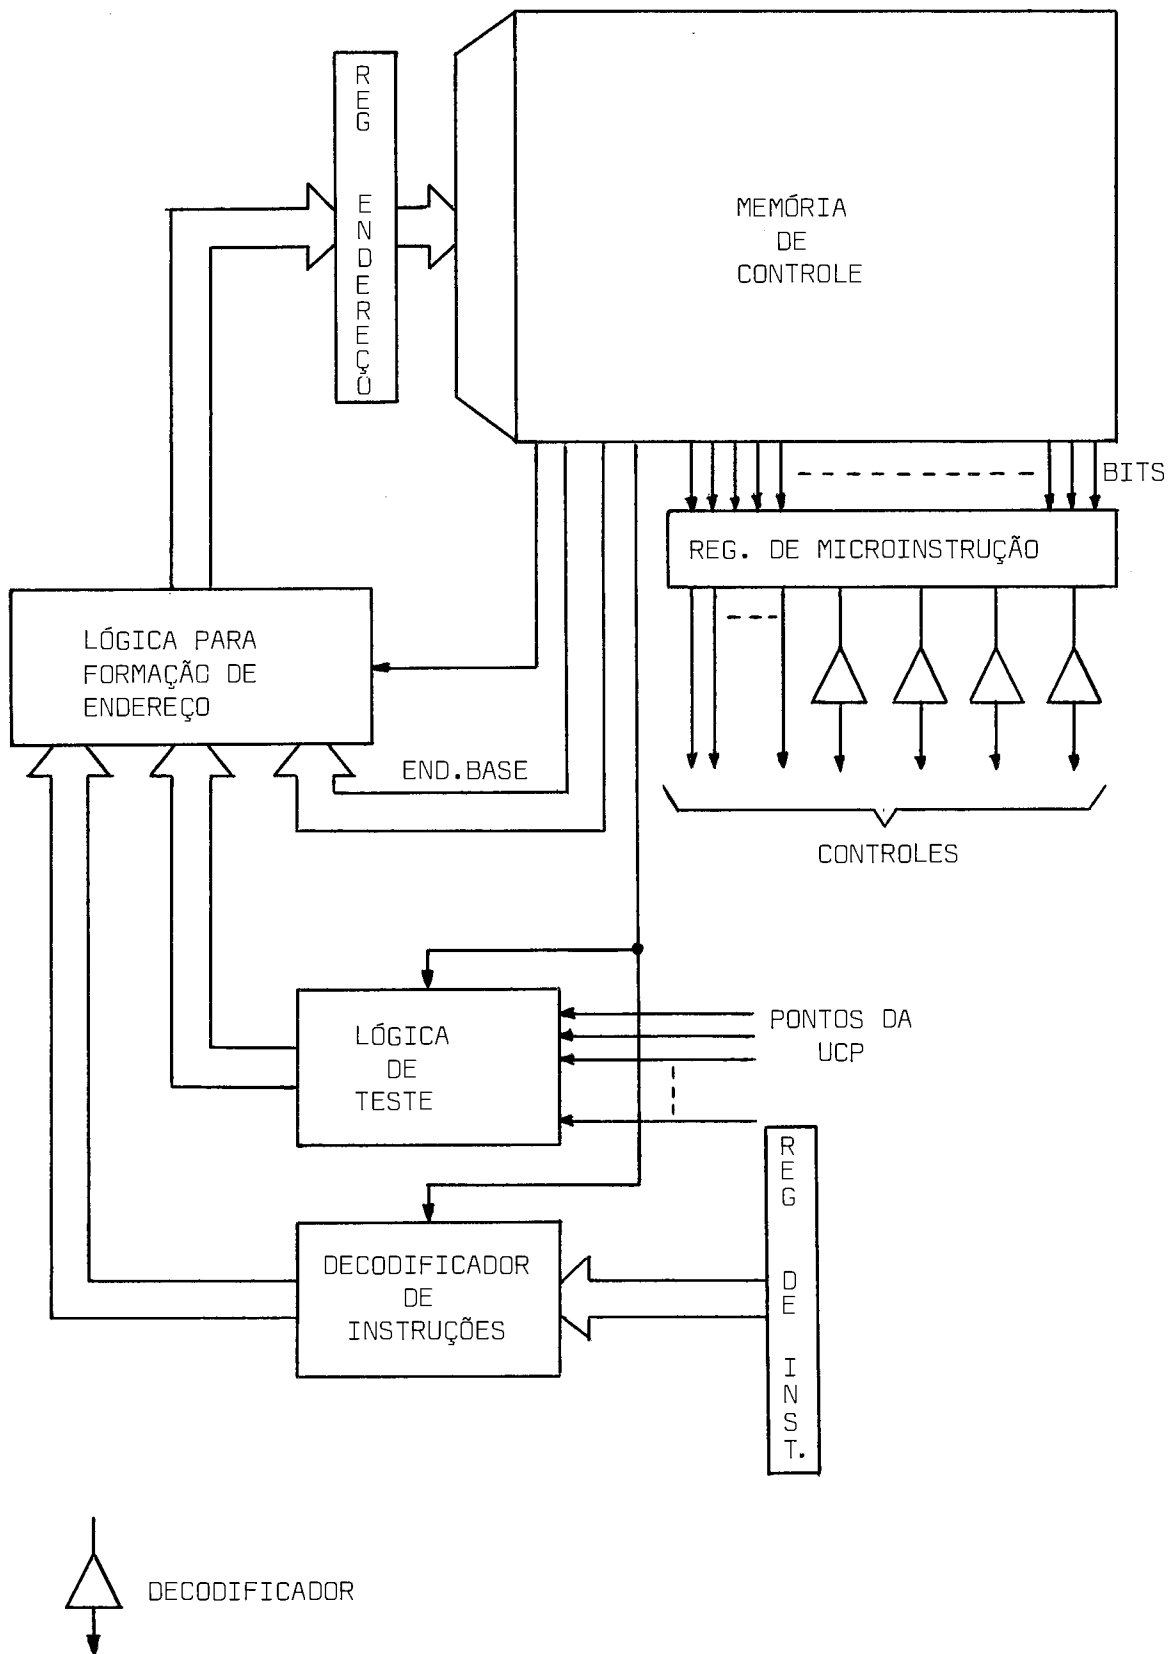 REG ENDEREÇO
MEMÓRIA
DE
CONTROLE
BITS
REG. DE MICROINSTRUÇÃO
LÓGICA PARA
FORMAÇÃO DE
ENDEREÇO
END.BASE
CONTROLES
LÓGICA
DE
TESTE
PONTOS DA
UCP
REG DE INST.
DECODIFICADOR
DE
INSTRUÇÕES
DECODIFICADOR